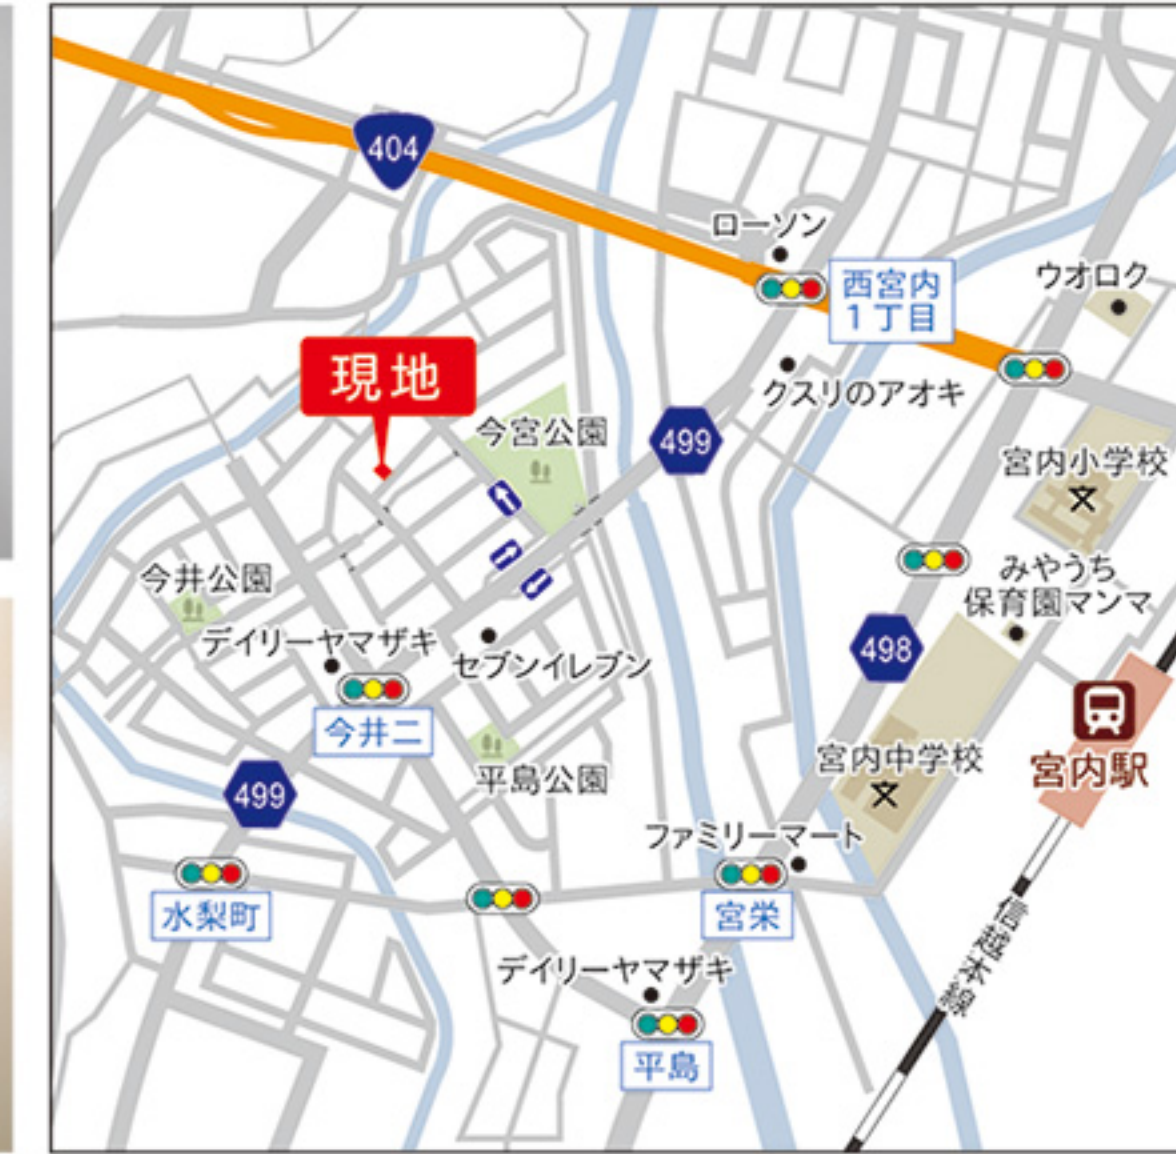 404
ローソン
西宮内
1丁目
ウオロク
現地
クスリのアオキ
今宮公園
499
宮内小学校
文
みやうち
保育園マンマ
今井公園
デイリーヤマザキ
セブンイレブン
498
今井二
平島公園
宮内中学校
文
宮内駅
499
ファミリーマート
水梨町
宮栄
信越本線
デイリーヤマザキ
平島